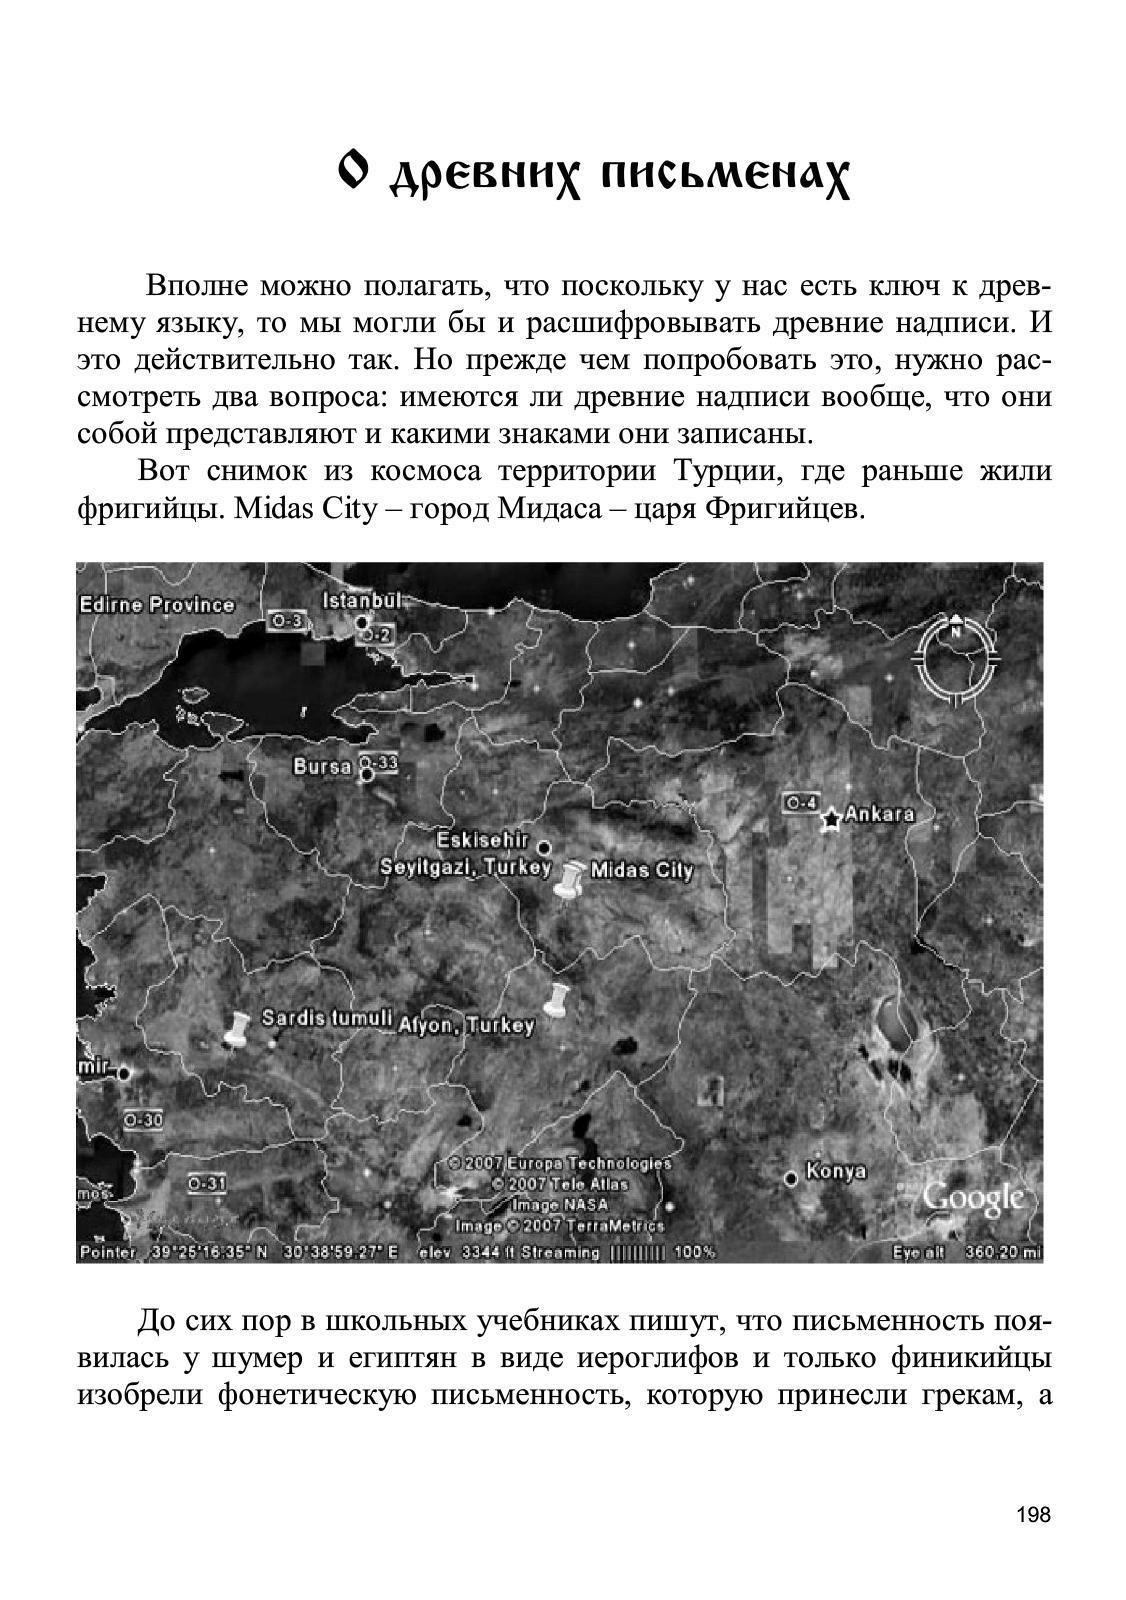 О древних письменах
Вполне можно полагать, что поскольку у нас есть ключ к древ-
нему языку, то мы могли бы и расшифровывать древние надписи. И
это действительно так. Но прежде чем попробовать это, нужно рас-
смотреть два вопроса: имеются ли древние надписи вообще, что они
собой представляют и какими знаками они записаны.
Вот снимок из космоса территории Турции, где раньше жили
фригийцы. Midas City – город Мидаса – царя Фригийцев.
Edirne Province
Istanbul
O-3
O-2
N
Bursa
O-33
O-4
Ankara
Eskisehir
Seyitgazi, Turkey
Midas City
Sardis tumuli
Afyon, Turkey
mir
O-30
O-31
© 2007 Europa Technologies
© 2007 Tele Atlas
Image NASA
Image © 2007 TerraMetrics
Konya
mos
Google
Pointer 39°25'16.35" N 30°38'59.27" E elev 3344 ft Streaming |||||||||| 100% Eye alt 360.20 mi
До сих пор в школьных учебниках пишут, что письменность поя-
вилась у шумер и египтян в виде иероглифов и только финикийцы
изобрели фонетическую письменность, которую принесли грекам, а
198